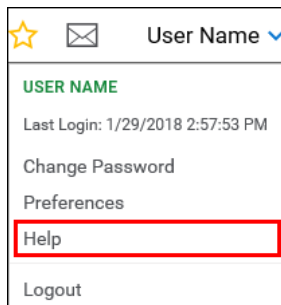 User Name
USER NAME
Last Login: 1/29/2018 2:57:53 PM
Change Password
Preferences
Help
Logout